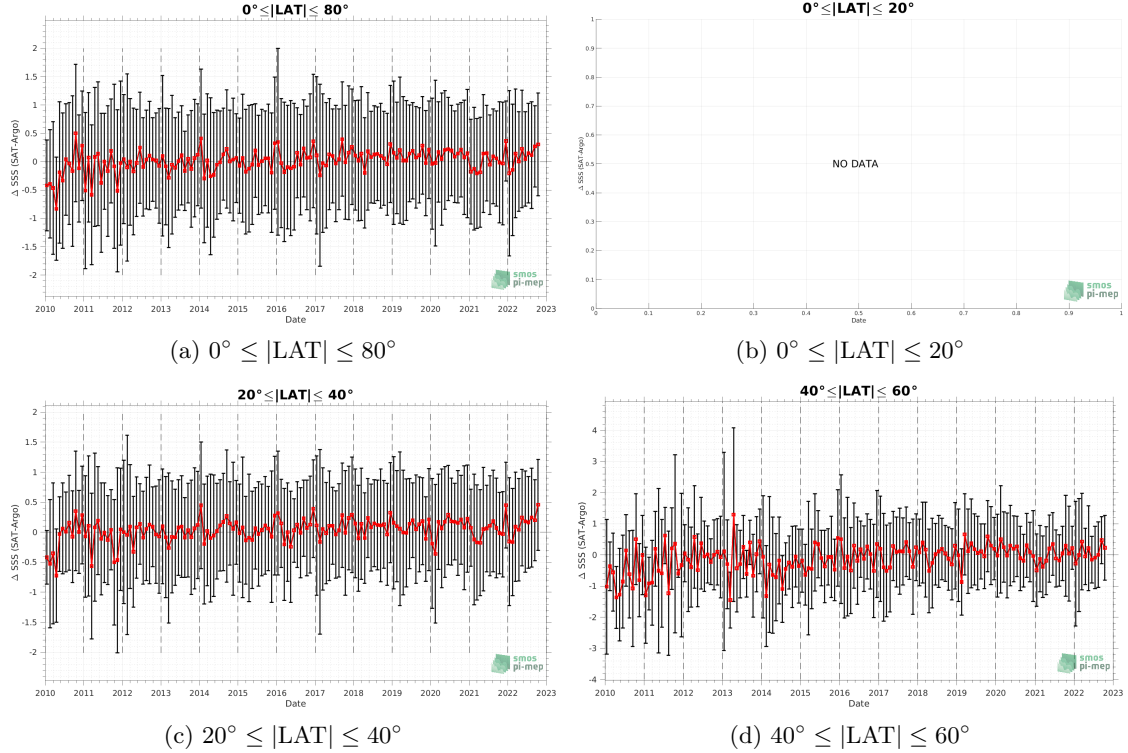 0°≤|LAT|≤ 80°
Δ SSS (SAT-Argo)
2
1.5
1
0.5
0
-0.5
-1
-1.5
-2
2010 2011 2012 2013 2014 2015 2016 2017 2018 2019 2020 2021 2022 2023
Date
smos
pi-mep
(a) 0° ≤ |LAT| ≤ 80°
0°≤|LAT|≤ 20°
Δ SSS (SAT-Argo)
1
0.9
0.8
0.7
0.6
0.5
0.4
0.3
0.2
0.1
0
NO DATA
0 0.1 0.2 0.3 0.4 0.5 0.6 0.7 0.8 0.9 1
Date
smos
pi-mep
(b) 0° ≤ |LAT| ≤ 20°
20°≤|LAT|≤ 40°
Δ SSS (SAT-Argo)
2
1.5
1
0.5
0
-0.5
-1
-1.5
-2
2010 2011 2012 2013 2014 2015 2016 2017 2018 2019 2020 2021 2022 2023
Date
smos
pi-mep
(c) 20° ≤ |LAT| ≤ 40°
40°≤|LAT|≤ 60°
Δ SSS (SAT-Argo)
4
3
2
1
0
-1
-2
-3
-4
2010 2011 2012 2013 2014 2015 2016 2017 2018 2019 2020 2021 2022 2023
Date
smos
pi-mep
(d) 40° ≤ |LAT| ≤ 60°